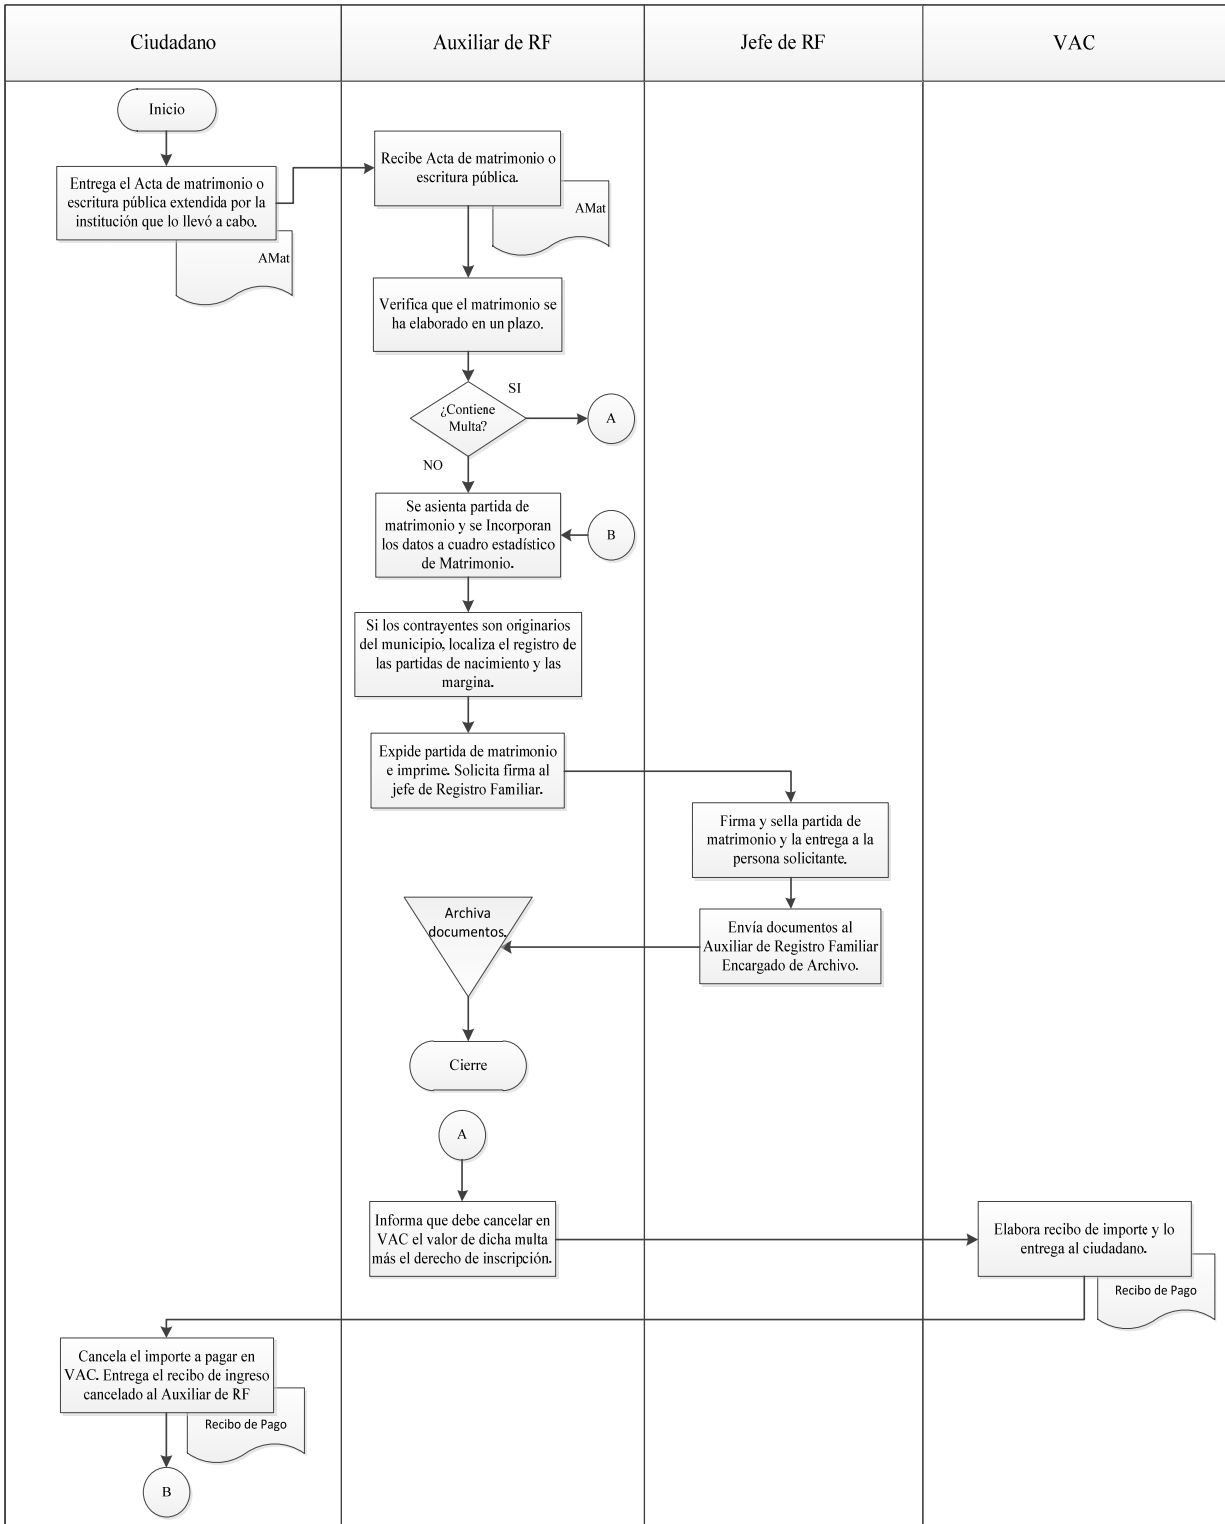 Ciudadano
Auxiliar de RF
Jefe de RF
VAC
Inicio
Entrega el Acta de matrimonio o
escritura pública extendida por la
institución que lo llevó a cabo.
AMat
Recibe Acta de matrimonio o
escritura pública.
AMat
Verifica que el matrimonio se
ha elaborado en un plazo.
¿Contiene
Multa?
SI
A
NO
Se asienta partida de
matrimonio y se Incorporan
los datos a cuadro estadístico
de Matrimonio.
B
Si los contrayentes son originarios
del municipio, localiza el registro de
las partidas de nacimiento y las
margina.
Expide partida de matrimonio
e imprime. Solicita firma al
jefe de Registro Familiar.
Firma y sella partida de
matrimonio y la entrega a la
persona solicitante.
Envía documentos al
Auxiliar de Registro Familiar
Encargado de Archivo.
Archiva
documentos.
Cierre
A
Informa que debe cancelar en
VAC el valor de dicha multa
más el derecho de inscripción.
Elabora recibo de importe y lo
entrega al ciudadano.
Recibo de Pago
Cancela el importe a pagar en
VAC. Entrega el recibo de ingreso
cancelado al Auxiliar de RF
Recibo de Pago
B